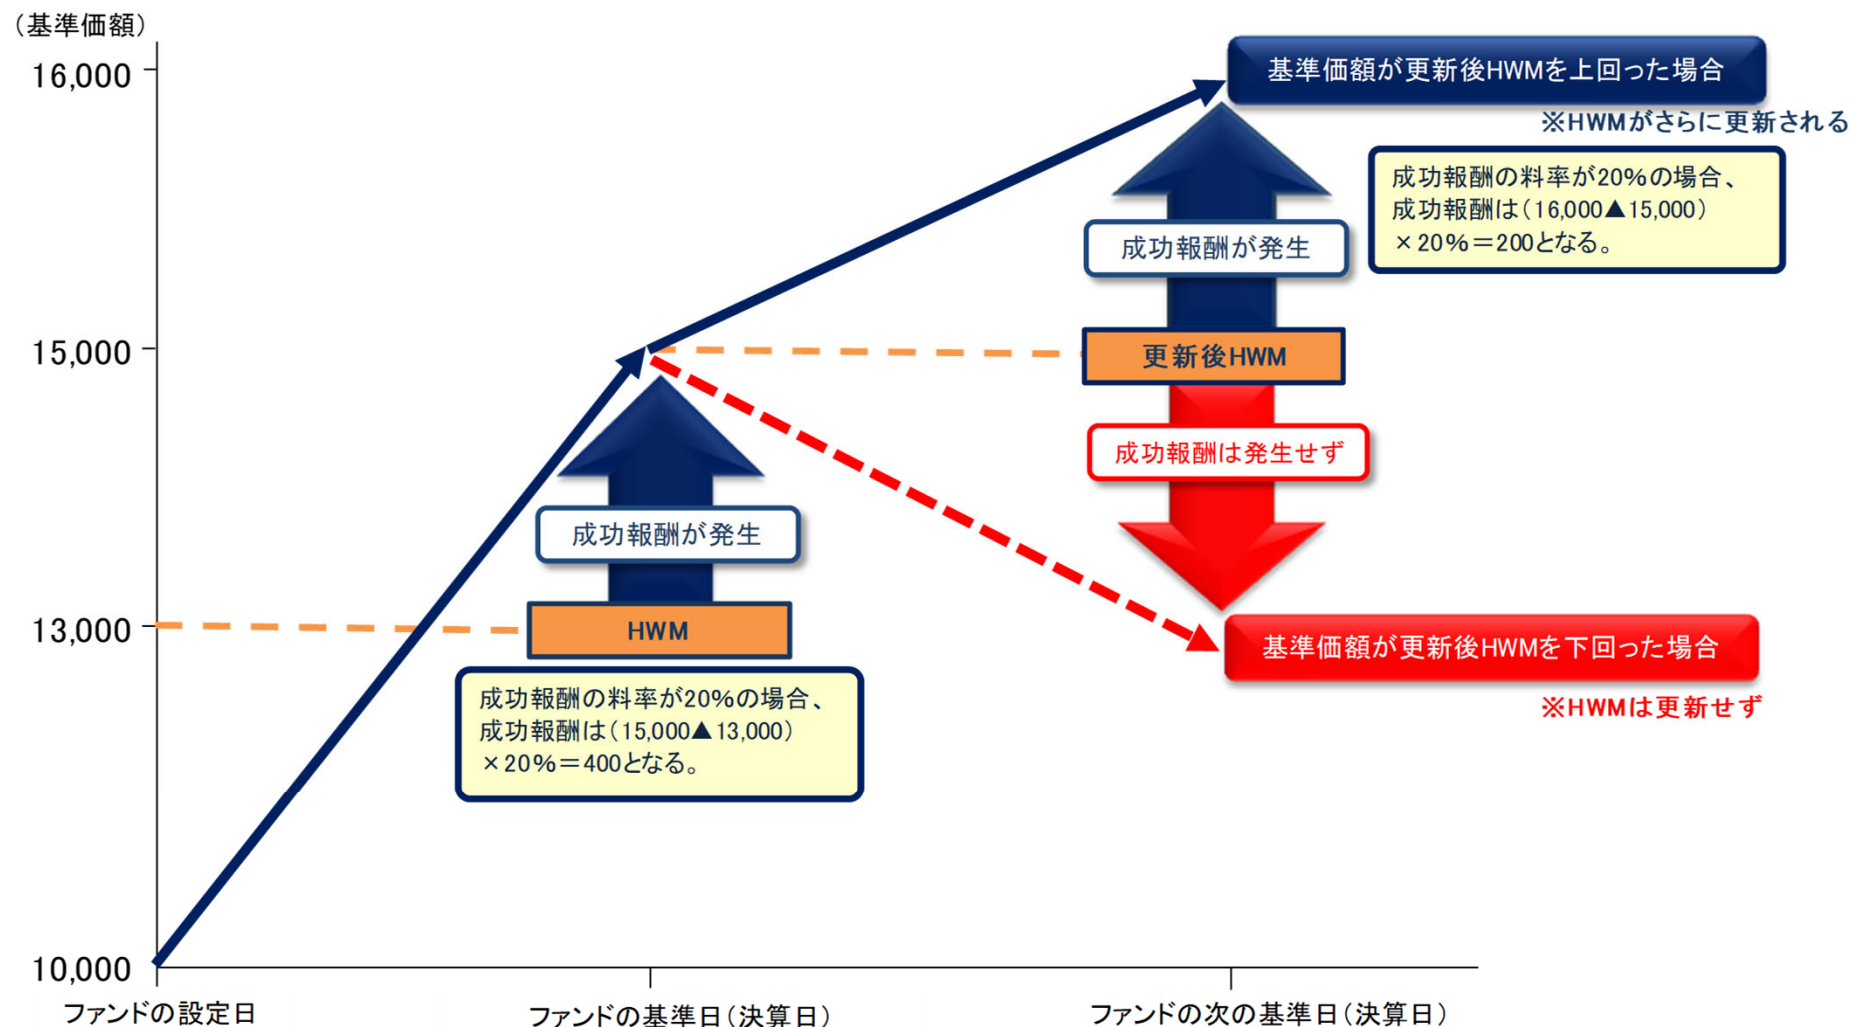 （基準価額）
16,000
基準価額が更新後HWMを上回った場合
※HWMがさらに更新される
成功報酬の料率が20%の場合、
成功報酬は（16,000▲15,000）
×20％＝200となる。
成功報酬が発生
15,000
更新後HWM
成功報酬は発生せず
成功報酬が発生
13,000
HWM
基準価額が更新後HWMを下回った場合
※HWMは更新せず
成功報酬の料率が20%の場合、
成功報酬は（15,000▲13,000）
×20％＝400となる。
10,000
ファンドの設定日
ファンドの基準日（決算日）
ファンドの次の基準日（決算日）